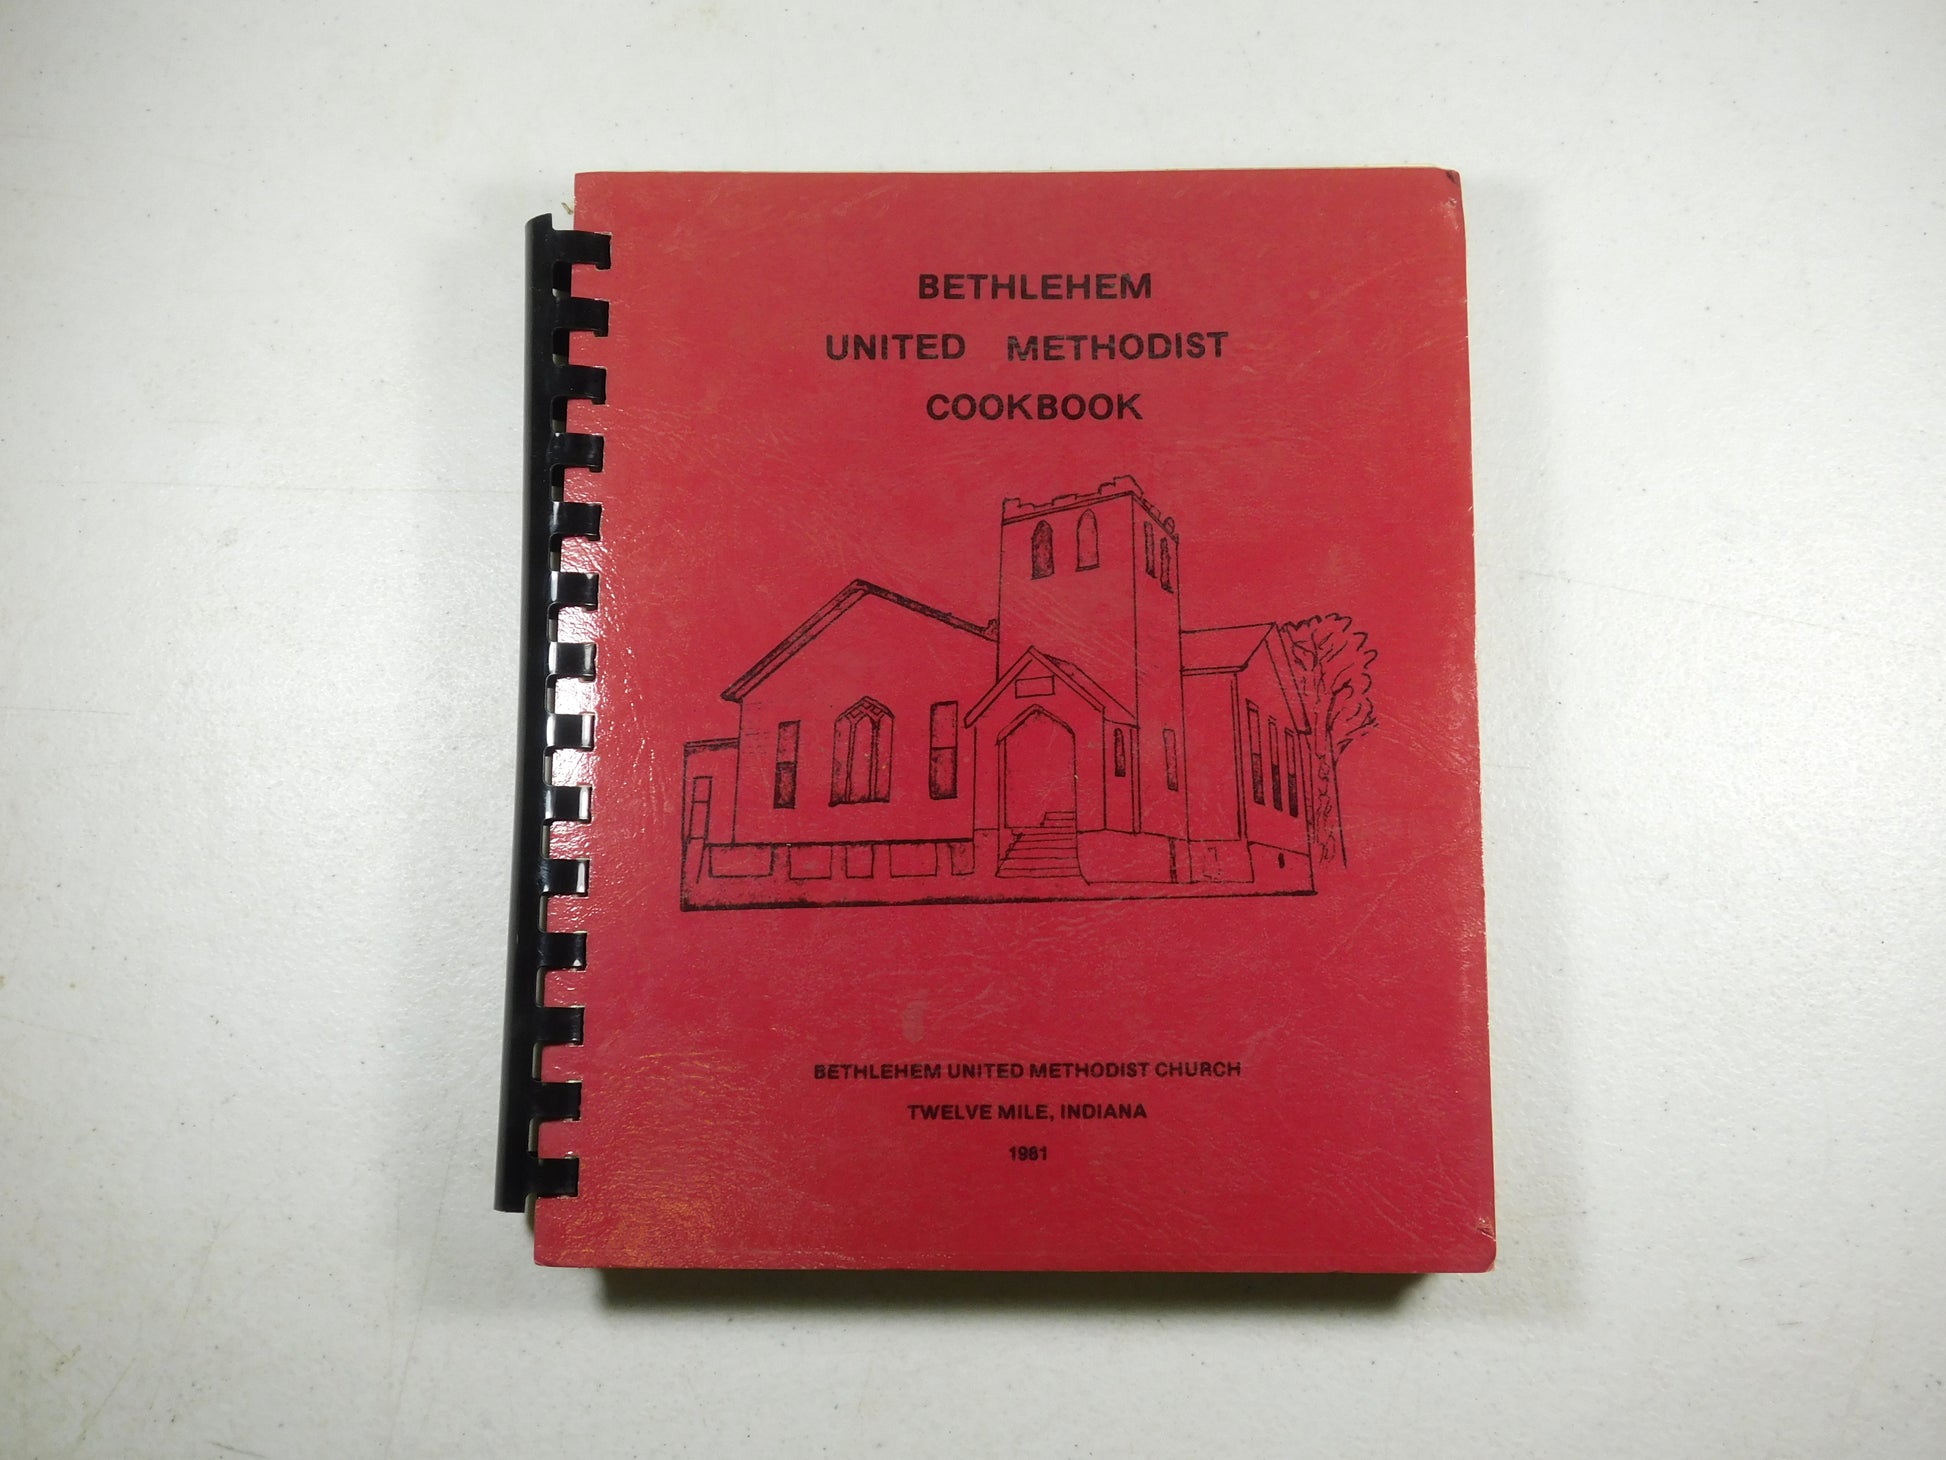 BETHLEHEM
UNITED METHODIST
COOKBOOK
BETHLEHEM UNITED METHODIST CHURCH
TWELVE MILE, INDIANA
1981